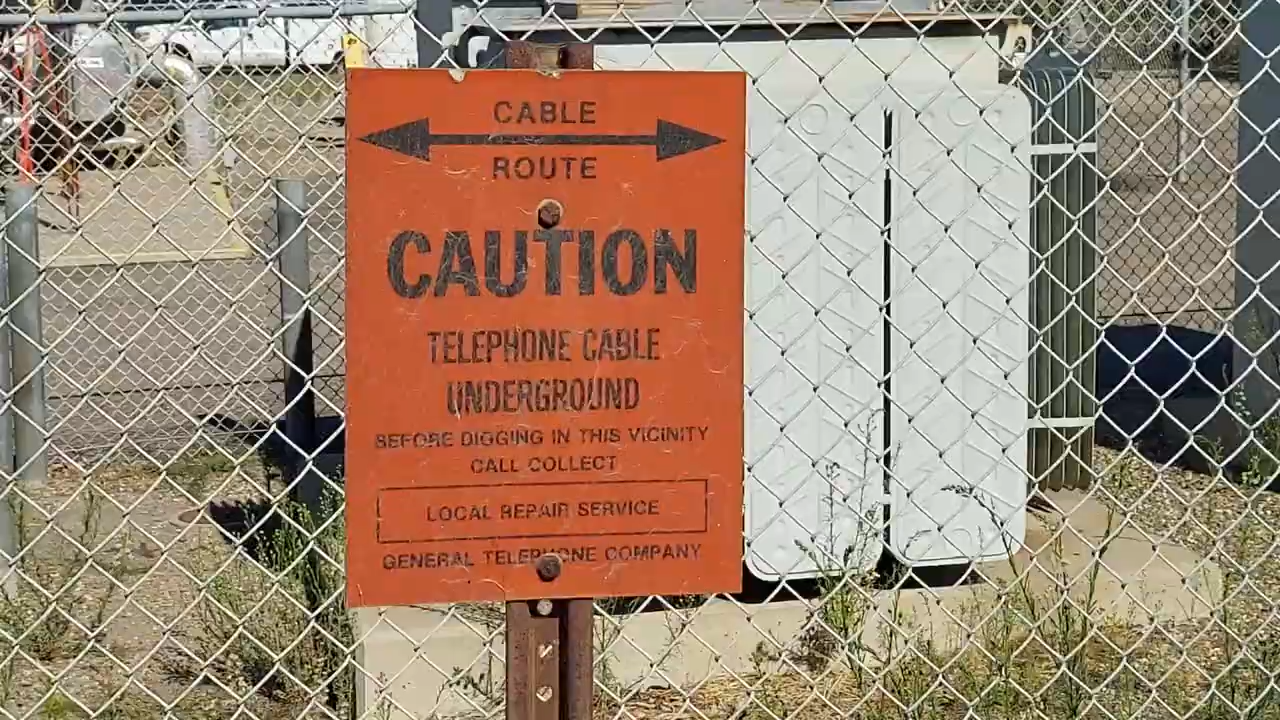 CABLE
ROUTE
CAUTION
TELEPHONE CABLE
UNDERGROUND
BEFORE DIGGING IN THIS VICINITY
CALL COLLECT
LOCAL REPAIR SERVICE
GENERAL TELEPHONE COMPANY